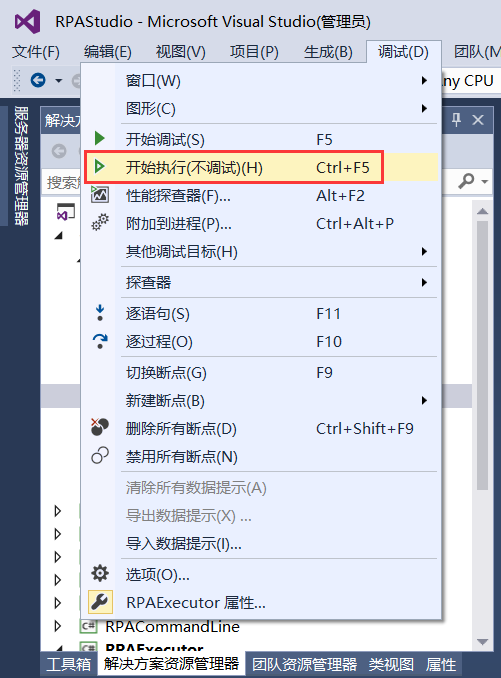 RPAStudio - Microsoft Visual Studio(管理员)
文件(F) 编辑(E) 视图(V) 项目(P) 生成(B) 调试(D) 团队(M
ny CPU
服务器资源管理器
解决方
搜索解
窗口(W)
图形(C)
开始调试(S) F5
开始执行(不调试)(H) Ctrl+F5
性能探查器(F)... Alt+F2
附加到进程(P)... Ctrl+Alt+P
其他调试目标(H)
探查器
逐语句(S) F11
逐过程(O) F10
切换断点(G) F9
新建断点(B)
删除所有断点(D) Ctrl+Shift+F9
禁用所有断点(N)
清除所有数据提示(A)
导出数据提示(X) ...
导入数据提示(I)...
选项(O)...
RPAExecutor 属性...
C# RPACommandLine
C# RPAExecutor
工具箱 解决方案资源管理器 团队资源管理器 类视图 属性